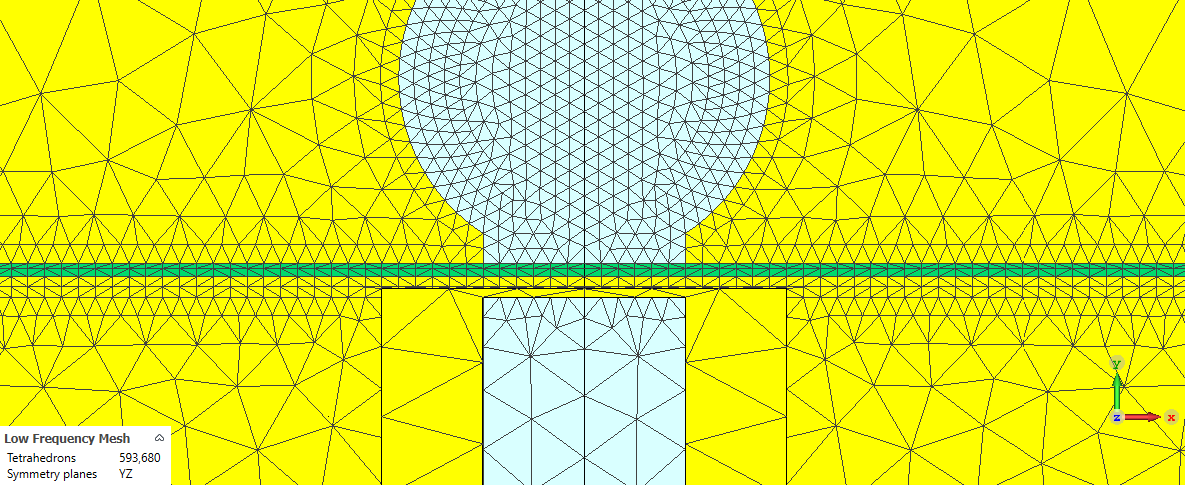 Y
z
x
Low Frequency Mesh
Tetrahedrons 593,680
Symmetry planes YZ